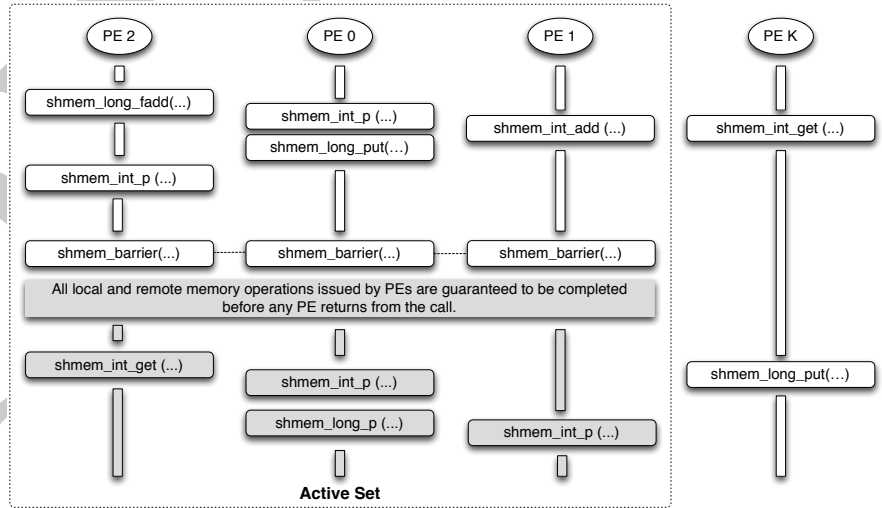 PE 2
PE 0
PE 1
PE K
shmem_long_fadd(...)
shmem_int_p (...)
shmem_long_put(...)
shmem_int_add (...)
shmem_int_get (...)
shmem_int_p (...)
shmem_barrier(...)
shmem_barrier(...)
shmem_barrier(...)
All local and remote memory operations issued by PEs are guaranteed to be completed
before any PE returns from the call.
shmem_int_get (...)
shmem_int_p (...)
shmem_long_put(...)
shmem_long_p (...)
shmem_int_p (...)
Active Set